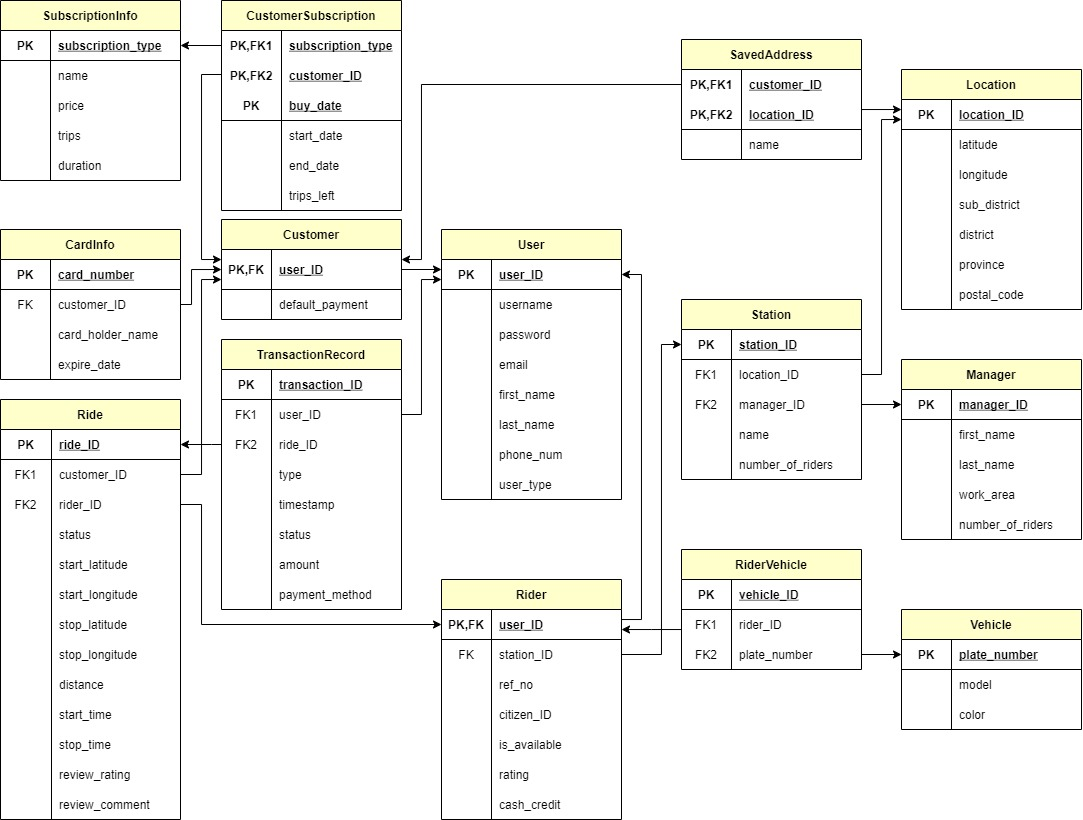 SubscriptionInfo
PK subscription_type
name
price
trips
duration
CustomerSubscription
PK,FK1 subscription_type
PK,FK2 customer_ID
PK buy_date
start_date
end_date
trips_left
SavedAddress
PK,FK1 customer_ID
PK,FK2 location_ID
name
Location
PK location_ID
latitude
longitude
sub_district
district
province
postal_code
CardInfo
PK card_number
FK customer_ID
card_holder_name
expire_date
Customer
PK,FK user_ID
default_payment
User
PK user_ID
username
password
email
first_name
last_name
phone_num
user_type
Station
PK station_ID
FK1 location_ID
FK2 manager_ID
name
number_of_riders
Manager
PK manager_ID
first_name
last_name
work_area
number_of_riders
TransactionRecord
PK transaction_ID
FK1 user_ID
FK2 ride_ID
type
timestamp
status
amount
payment_method
Ride
PK ride_ID
FK1 customer_ID
FK2 rider_ID
status
start_latitude
start_longitude
stop_latitude
stop_longitude
distance
start_time
stop_time
review_rating
review_comment
Rider
PK,FK user_ID
FK station_ID
ref_no
citizen_ID
is_available
rating
cash_credit
RiderVehicle
PK vehicle_ID
FK1 rider_ID
FK2 plate_number
Vehicle
PK plate_number
model
color